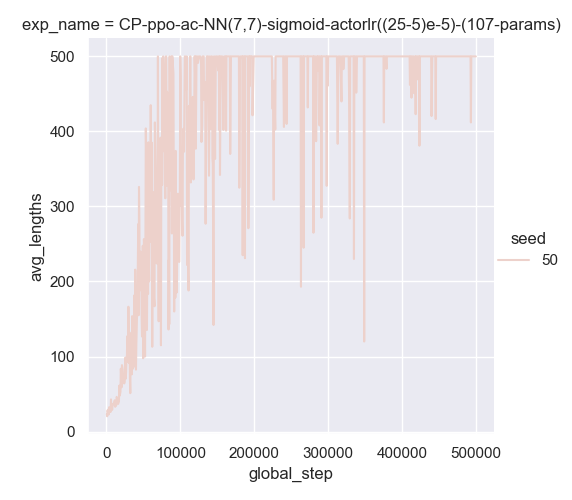 exp_name = CP-ppo-ac-NN(7,7)-sigmoid-actorlr((25-5)e-5)-(107-params)
500
400
300
200
100
0
avg_lengths
0 100000 200000 300000 400000 500000
global_step
seed
50